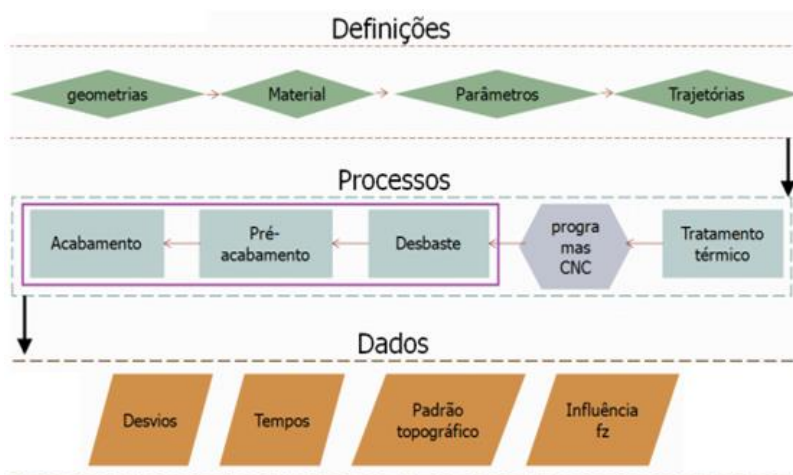 Definições
geometrias
Material
Parâmetros
Trajetórias
Processos
Acabamento
Pré-
acabamento
Desbaste
progra
mas
CNC
Tratamento
térmico
Dados
Desvios
Tempos
Padrão
topográfico
Influência
fz